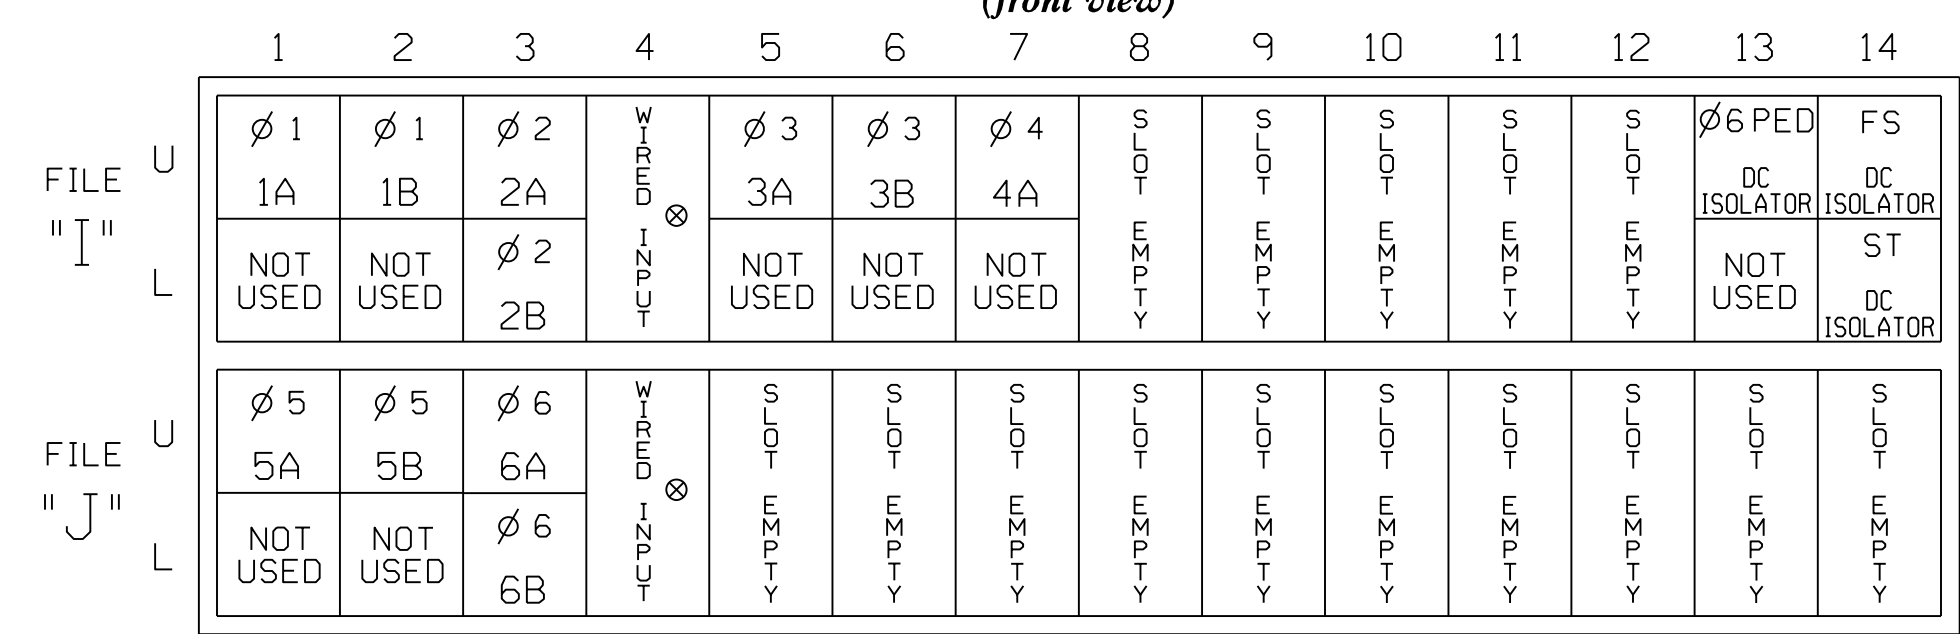 (front view)
1 2 3 4 5 6 7 8 9 10 11 12 13 14
FILE "I"
U
L
Ø 1
1A
NOT USED
Ø 1
1B
NOT USED
Ø 2
2A
Ø 2
2B
WIRED INPUT
Ø 3
3A
NOT USED
Ø 3
3B
NOT USED
Ø 4
4A
NOT USED
SLOT EMPTY
SLOT EMPTY
SLOT EMPTY
SLOT EMPTY
SLOT EMPTY
Ø6 PED
DC
ISOLATOR
NOT USED
FS
DC
ISOLATOR
ST
DC
ISOLATOR
FILE "J"
U
L
Ø 5
5A
NOT USED
Ø 5
5B
NOT USED
Ø 6
6A
Ø 6
6B
WIRED INPUT
SLOT EMPTY
SLOT EMPTY
SLOT EMPTY
SLOT EMPTY
SLOT EMPTY
SLOT EMPTY
SLOT EMPTY
SLOT EMPTY
SLOT EMPTY
SLOT EMPTY